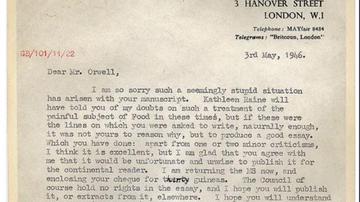 3 HANOVER STREET
LONDON, W.1
Telephone: MAYfair 8484
Telegrams: "Britcoun, London"
GB/101/11/22
3rd May, 1946.
Dear Mr. Orwell,
I am so sorry such a seemingly stupid situation
has arisen with your manuscript. Kathleen Raine will
have told you of my doubts on such a treatment of the
painful subject of Food in these times, but if these were
the lines on which you were asked to write, naturally enough,
it was not yours to reason why, but to produce a good essay.
Which you have done: apart from one or two minor criticisms,
I think it is excellent, but I am glad that you agree with
me that it would be unfortunate and unwise to publish it for
the continental reader. I am returning the MS now, and
enclosing your cheque for thirty guineas. The Council of
course hold no rights in the essay, and I hope you will publish
it, or extracts from it, elsewhere. I hope you will understand